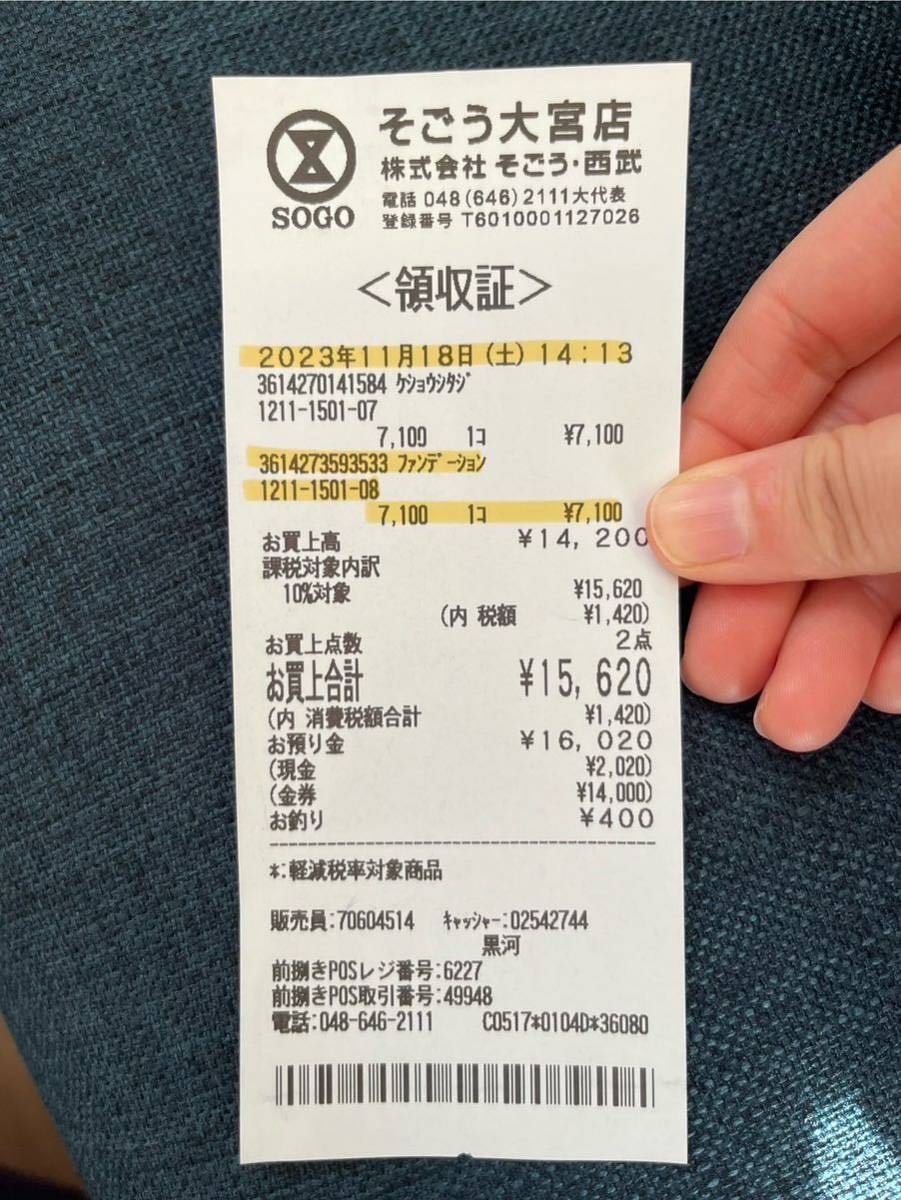 そごう大宮店
株式会社 そごう・西武
電話 048(646)2111大代表
登録番号 T6010001127026
SOGO
<領収証>
2023年11月18日(土) 14:13
3614270141584 ケショウシタジ
1211-1501-07
7,100 1コ ¥7,100
3614273593533 ファンデーション
1211-1501-08
7,100 1コ ¥7,100
お買上高 ¥14,200
課税対象内訳
10%対象 ¥15,620
(内 税額 ¥1,420)
お買上点数 2点
お買上合計 ¥15,620
(内 消費税額合計 ¥1,420)
お預り金 ¥16,020
(現金 ¥2,020)
(金券 ¥14,000)
お釣り ¥400
*:軽減税率対象商品
販売員:70604514 キャッシャー:02542744
黒河
前捌きPOSレジ番号:6227
前捌きPOS取引番号:49948
電話:048-646-2111 C0517*0104D*36080